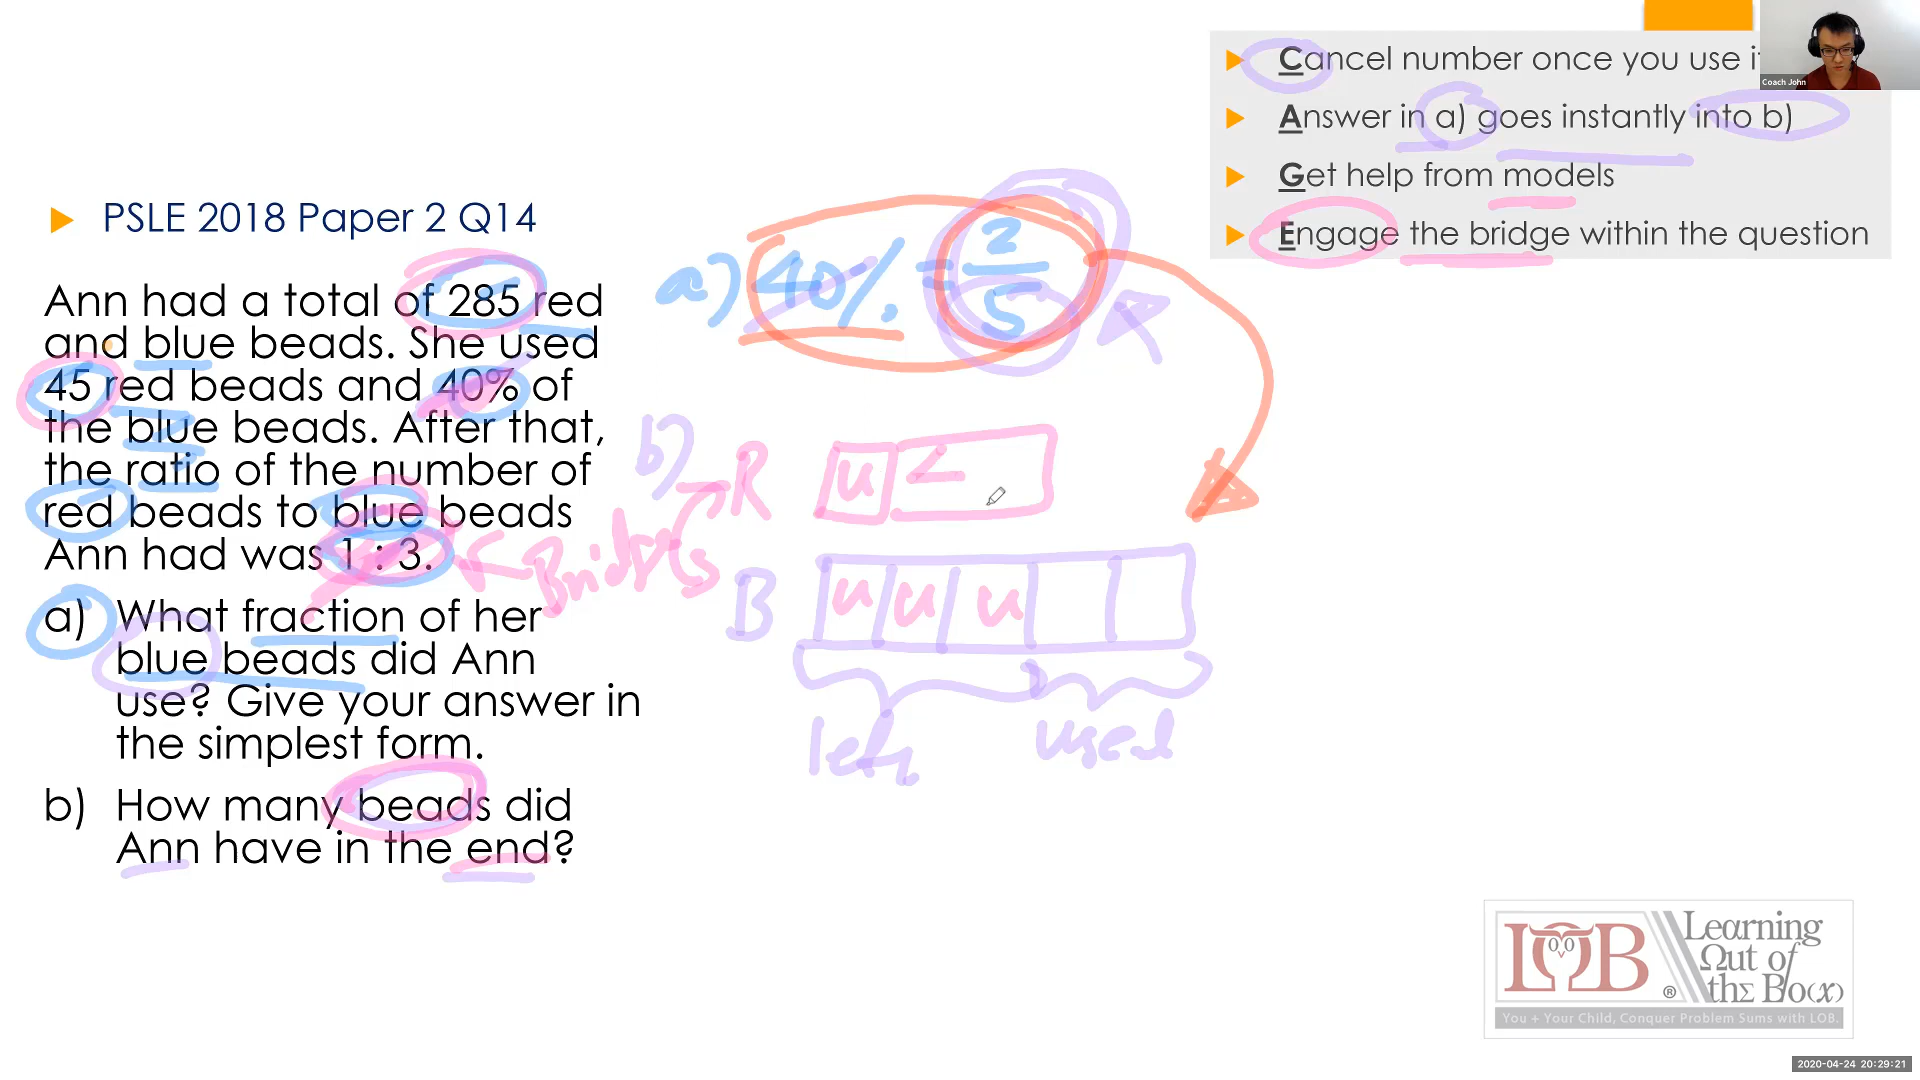 PSLE 2018 Paper 2 Q14
Ann had a total of 285 red
and blue beads. She used
45 red beads and 40% of
the blue beads. After that,
the ratio of the number of
red beads to blue beads
Ann had was 1 : 3.
a) What fraction of her
blue beads did Ann
use? Give your answer in
the simplest form.
b) How many beads did
Ann have in the end?
a) 40% = 2/5
b) R u
Bridge
B u u u
left used
Cancel number once you use
Answer in a) goes instantly into b)
Get help from models
Engage the bridge within the question
Coach John
LOB ®
Learning
Ωut of
thΣ Bo(x)
You + Your Child, Conquer Problem Sums with LOB.
2020-04-24 20:29:21